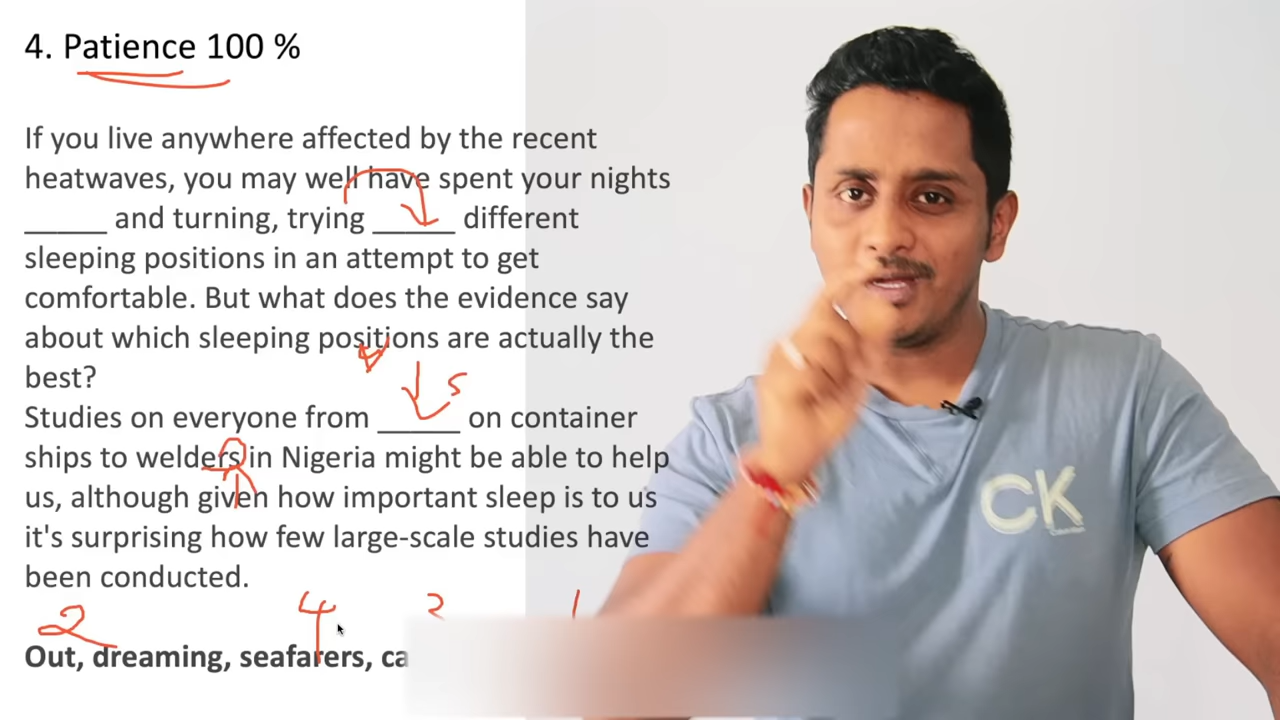 4. Patience 100 %
If you live anywhere affected by the recent
heatwaves, you may well have spent your nights
______ and turning, trying ______ different
sleeping positions in an attempt to get
comfortable. But what does the evidence say
about which sleeping positions are actually the
best?
s
Studies on everyone from ______ on container
ships to welders in Nigeria might be able to help
us, although given how important sleep is to us
it's surprising how few large-scale studies have
been conducted.
2 4 3 1
Out, dreaming, seafarers, ca
CK